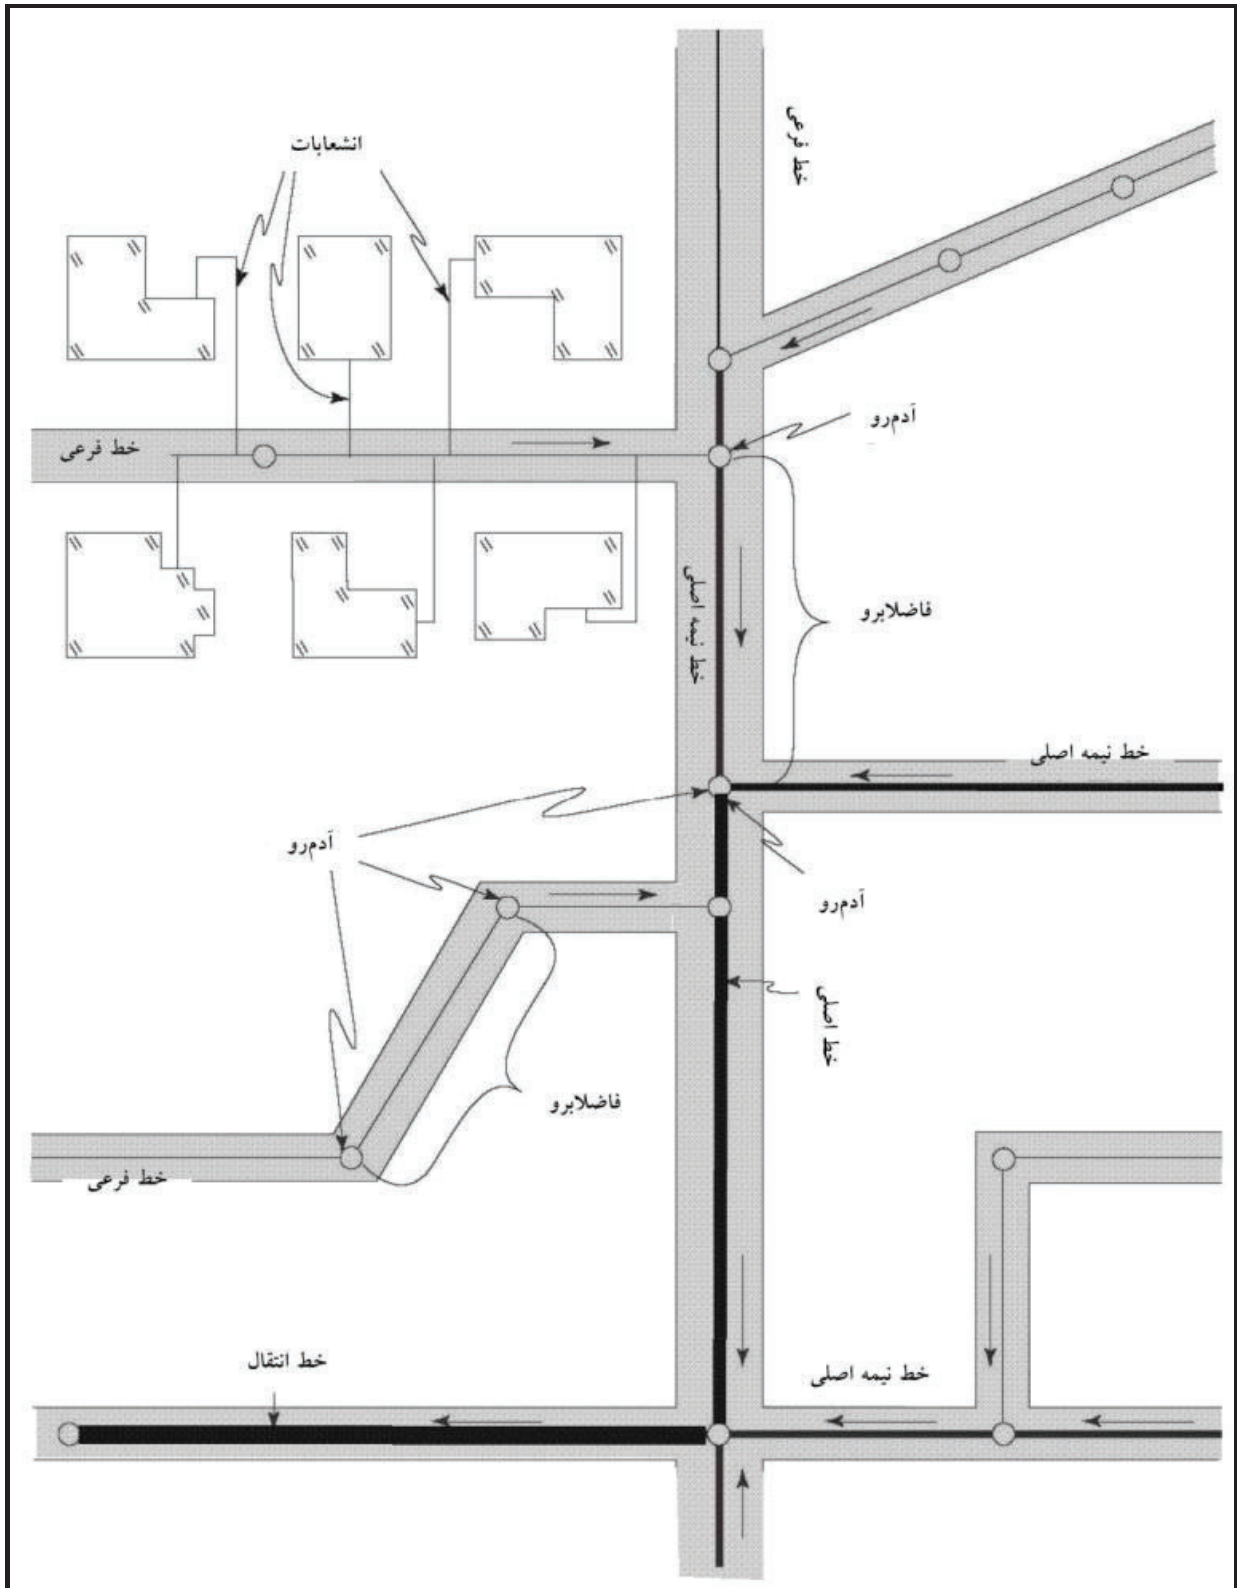 خط فرعی
انشعابات
آدم‌رو
خط فرعی
خط نیمه اصلی
فاضلابرو
خط نیمه اصلی
آدم‌رو
آدم‌رو
خط اصلی
فاضلابرو
خط فرعی
خط انتقال
خط نیمه اصلی